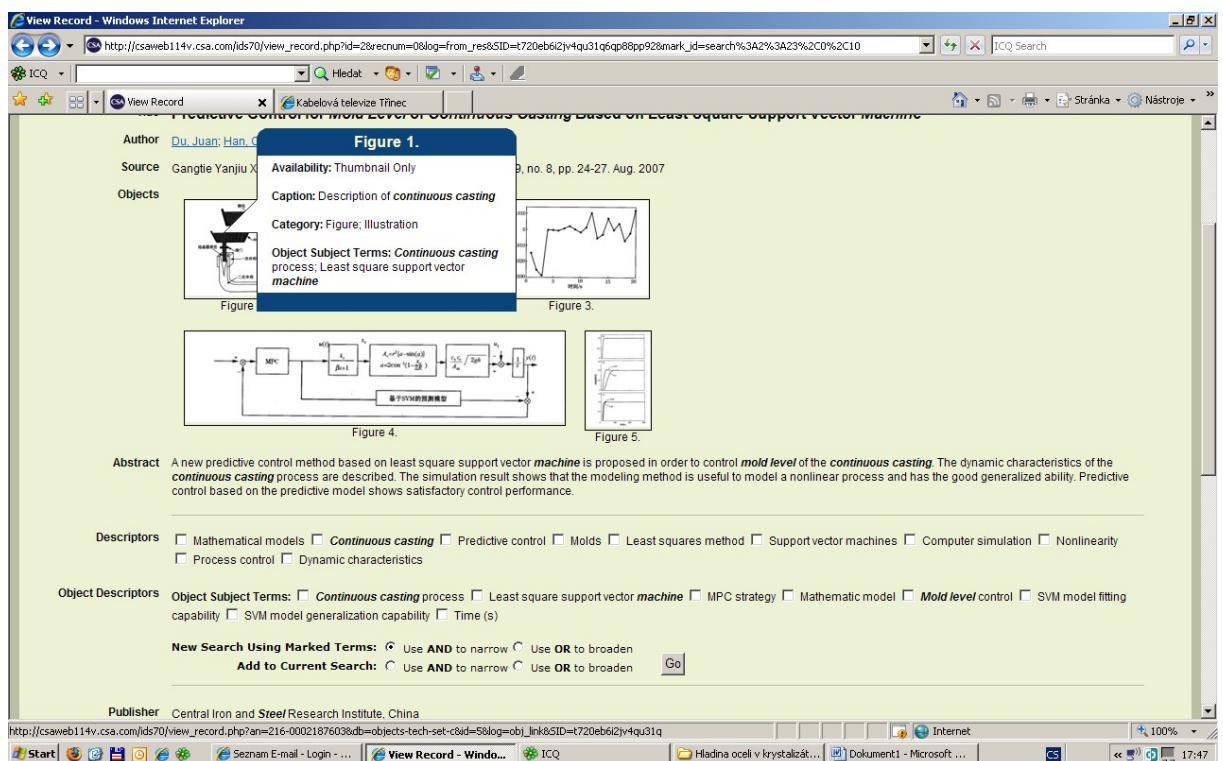 View Record - Windows Internet Explorer
http://csaweb114v.csa.com/ids70/view_record.php?id=2&recnum=0&log=from_res&SID=t720eb6i2jv4qu31q6qp88pp92&mark_id=search%3A2%3A23%2C0%2C10
ICQ Search
ICQ
Hledat
View Record
Kabelová televize Třinec
Stránka
Nástroje
Predictive Control for Mold Level of Continuous Casting Based on Least Square Support Vector Machine
Author Du, Juan; Han,
Source Gangtie Yanjiu X
9, no. 8, pp. 24-27. Aug. 2007
Objects
Figure 1.
Availability: Thumbnail Only
Caption: Description of continuous casting
Category: Figure; Illustration
Object Subject Terms: Continuous casting
process; Least square support vector
machine
Figure
Figure 3.
MPC
基于SVM的预测模型
Figure 4.
Figure 5.
Abstract A new predictive control method based on least square support vector machine is proposed in order to control mold level of the continuous casting. The dynamic characteristics of the
continuous casting process are described. The simulation result shows that the modeling method is useful to model a nonlinear process and has the good generalized ability. Predictive
control based on the predictive model shows satisfactory control performance.
Descriptors Mathematical models Continuous casting Predictive control Molds Least squares method Support vector machines Computer simulation Nonlinearity
Process control Dynamic characteristics
Object Descriptors Object Subject Terms: Continuous casting process Least square support vector machine MPC strategy Mathematic model Mold level control SVM model fitting
capability SVM model generalization capability Time (s)
New Search Using Marked Terms: Use AND to narrow Use OR to broaden
Add to Current Search: Use AND to narrow Use OR to broaden
Go
Publisher Central Iron and Steel Research Institute, China
http://csaweb114v.csa.com/ids70/view_record.php?an=216-0002187603&db=objects-tech-set-c&id=5&log=obj_link&SID=t720eb6i2jv4qu31q
Internet
100%
Start
Seznam E-mail - Login - ...
View Record - Windo...
ICQ
Hladina oceli v krystalizát...
Dokument1 - Microsoft ...
CS
17:47